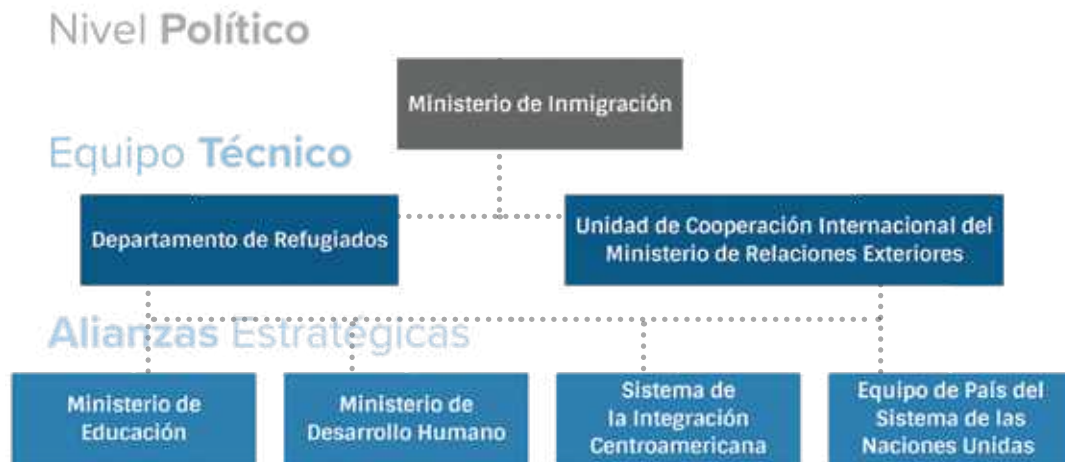 Nivel Político
Ministerio de Inmigración
Equipo Técnico
Departamento de Refugiados
Unidad de Cooperación Internacional del
Ministerio de Relaciones Exteriores
Alianzas Estratégicas
Ministerio de
Educación
Ministerio de
Desarrollo Humano
Sistema de
la Integración
Centroamericana
Equipo de País del
Sistema de las
Naciones Unidas